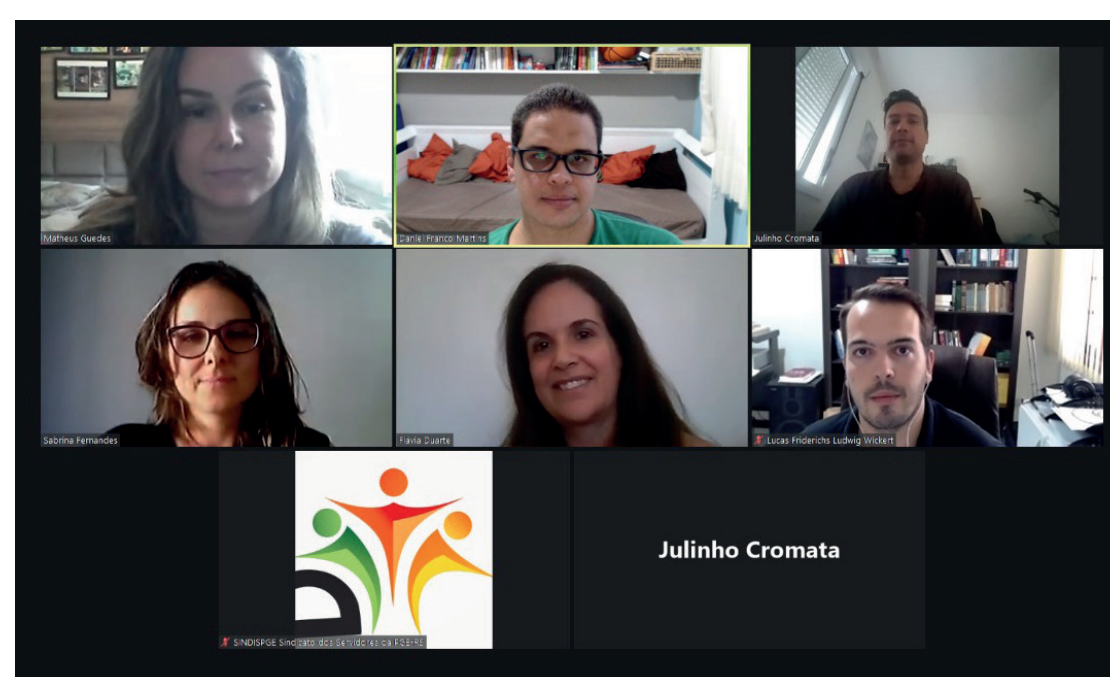 Matheus Guedes
Daniel Franco Martins
Julinho Cromata
Sabrina Fernandes
Flavia Duarte
Lucas Friderichs Ludwig Wickert
e
SINDISPGE Sindicato dos Servidores da PGE-RS
Julinho Cromata